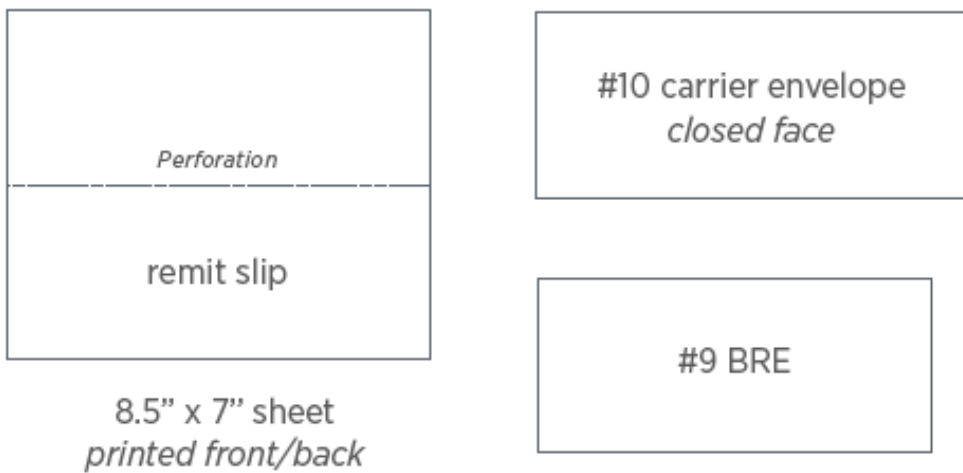 Perforation
remit slip
8.5” x 7” sheet
printed front/back
#10 carrier envelope
closed face
#9 BRE